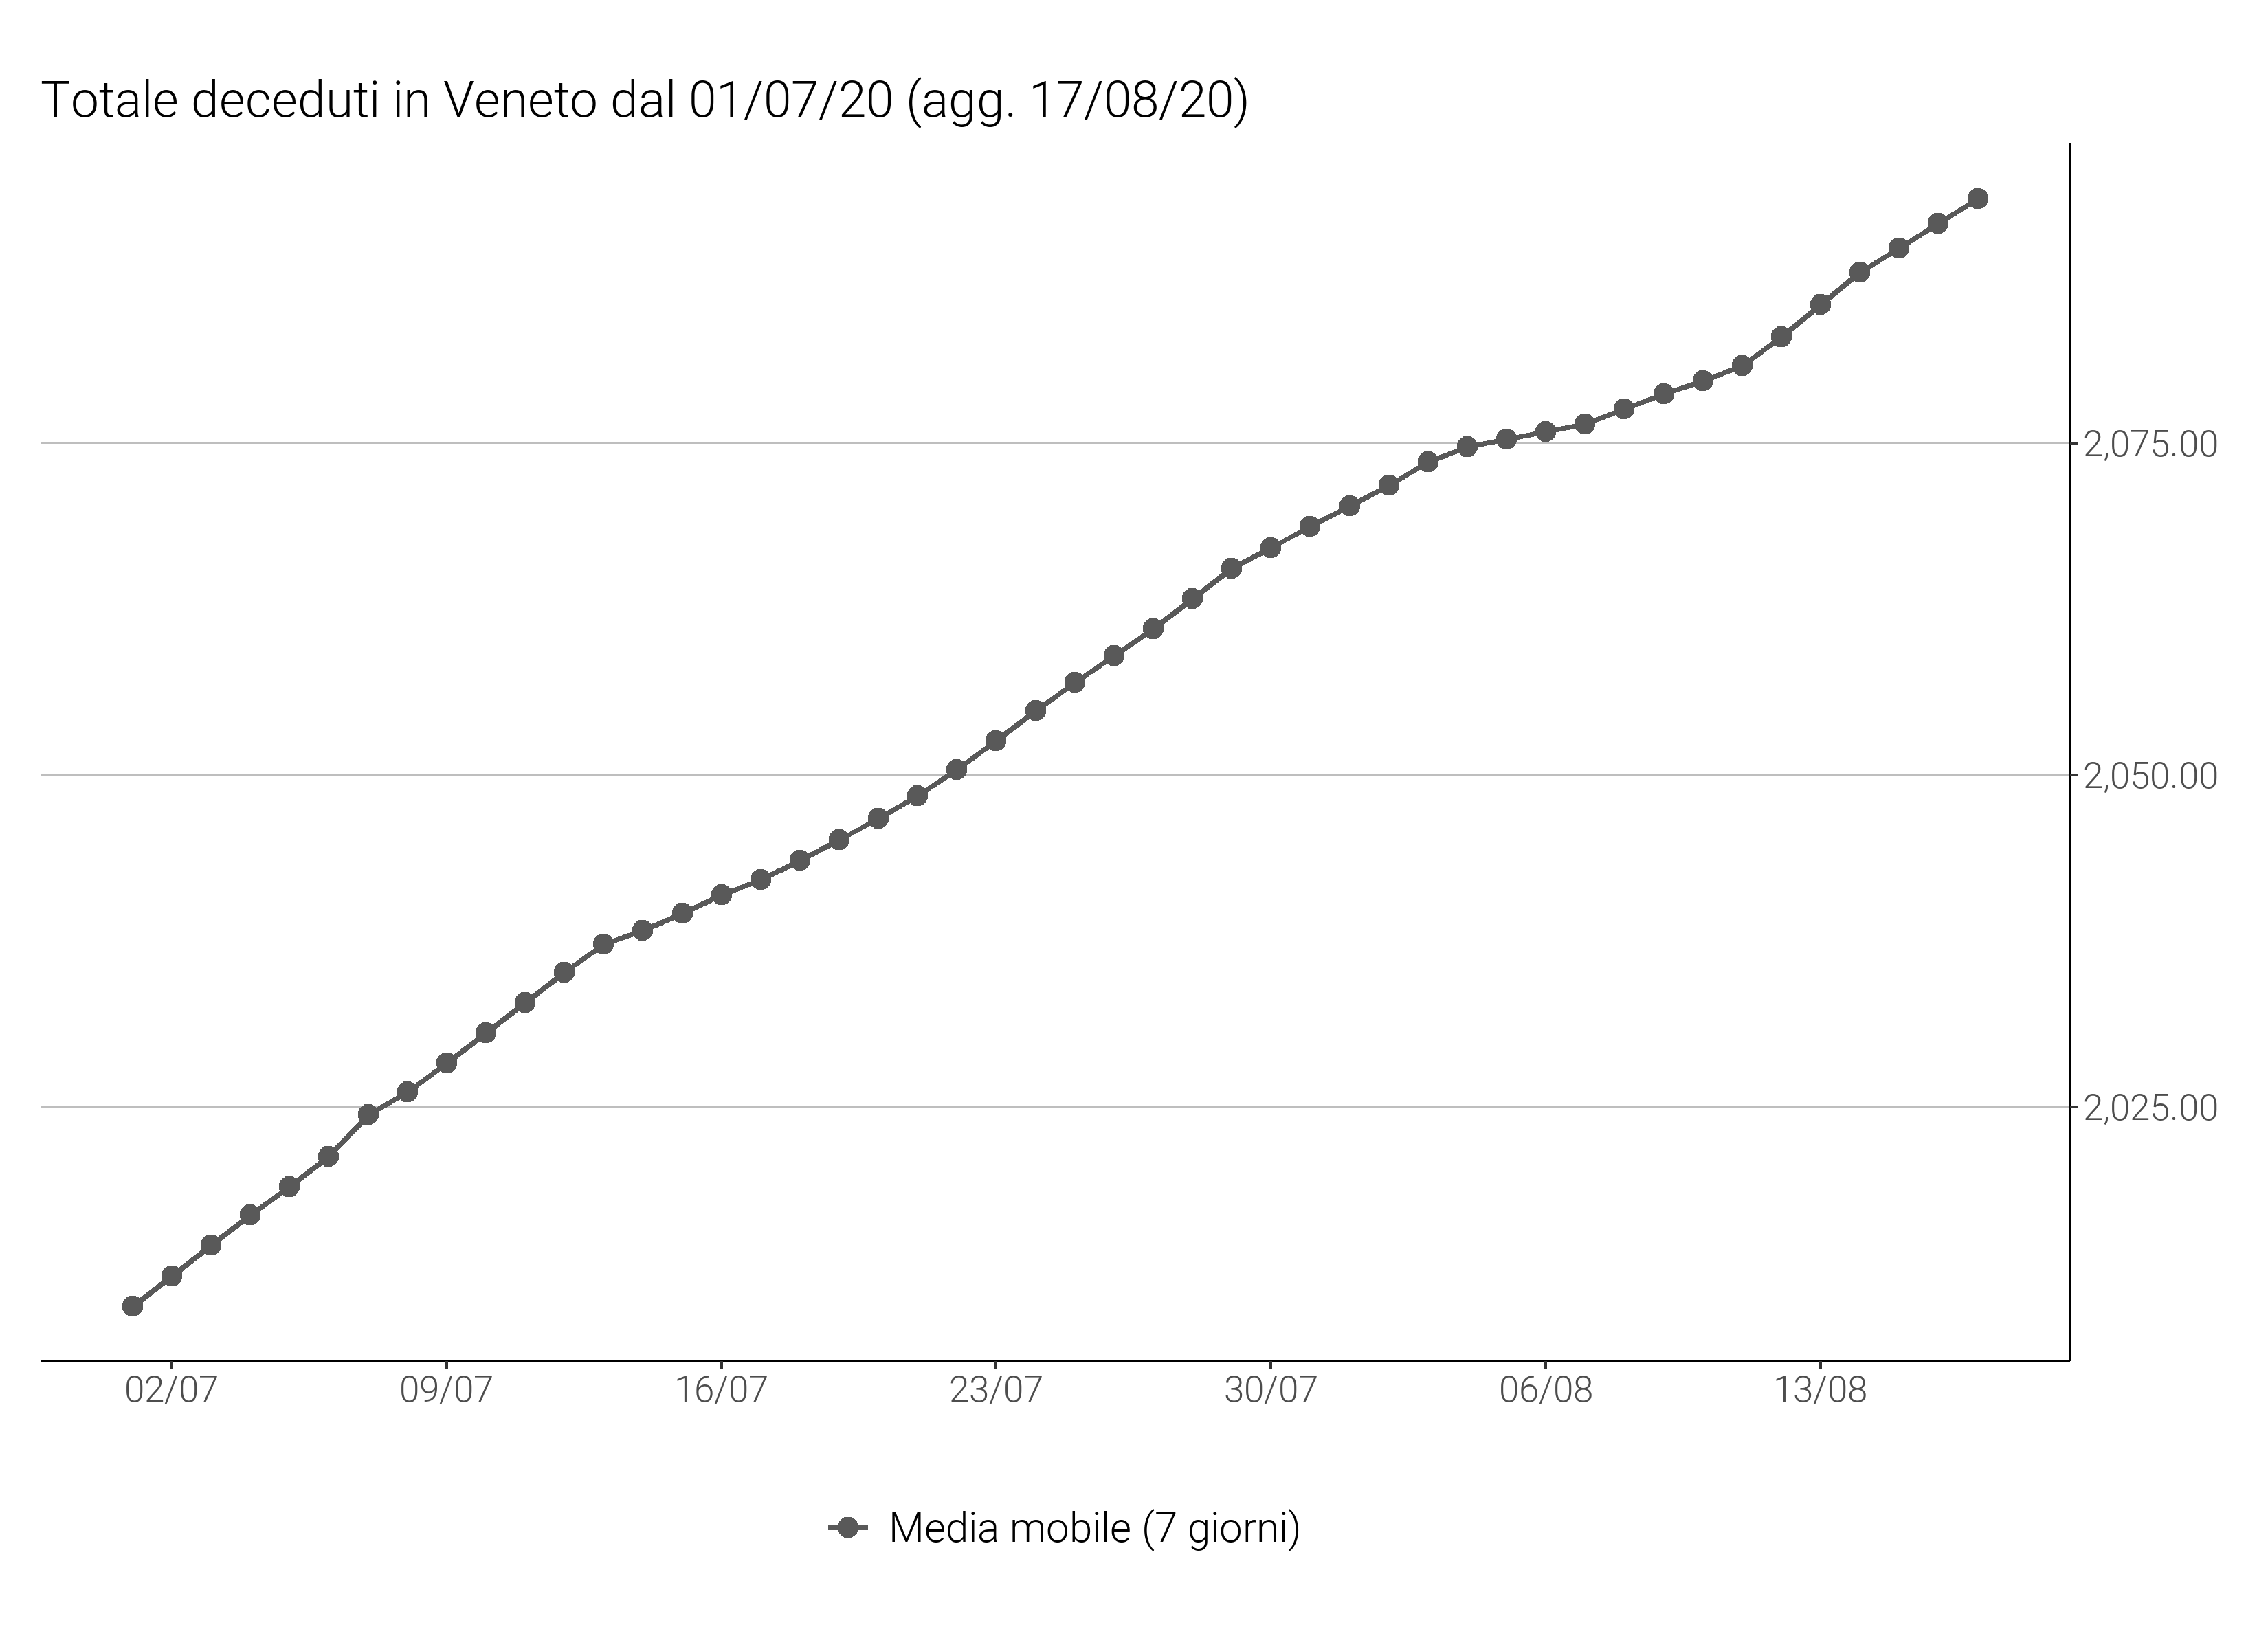 Totale deceduti in Veneto dal 01/07/20 (agg. 17/08/20)
2,075.00
2,050.00
2,025.00
02/07 09/07 16/07 23/07 30/07 06/08 13/08
Media mobile (7 giorni)